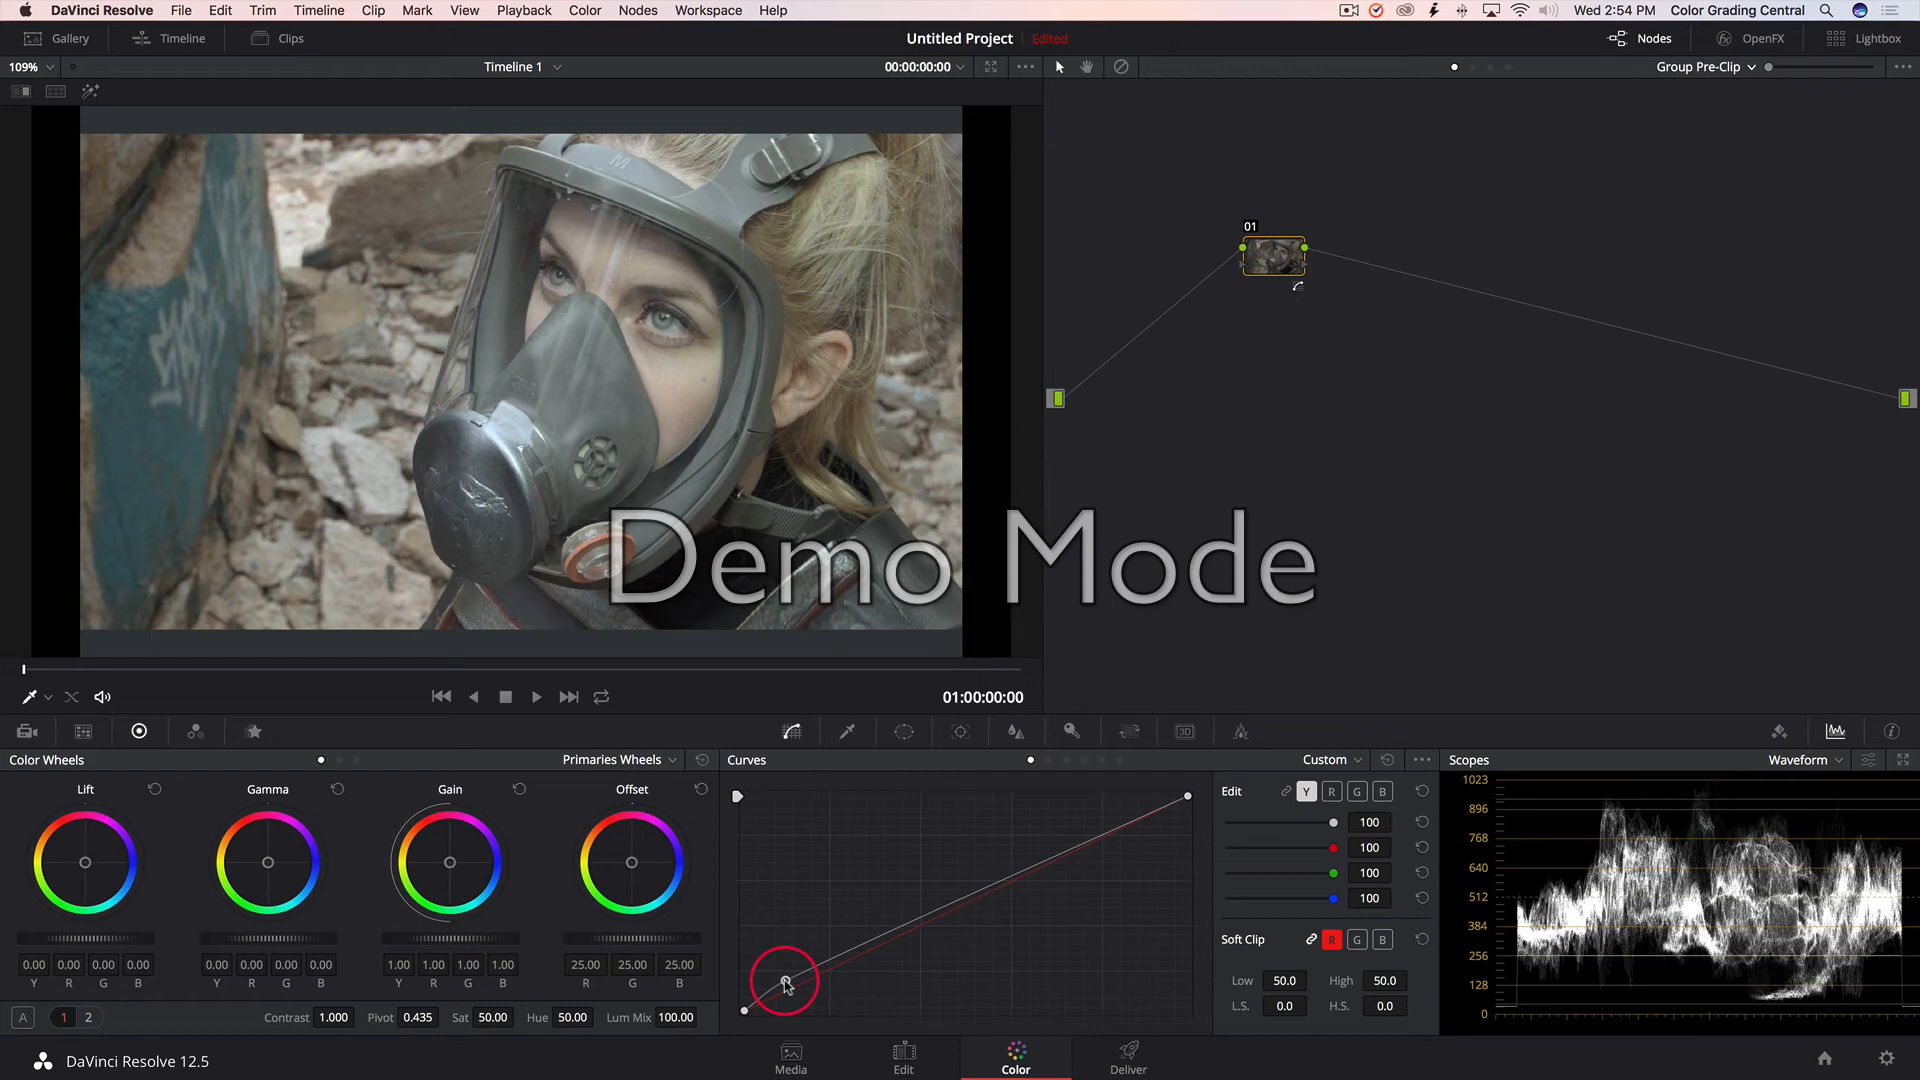 DaVinci Resolve File Edit Trim Timeline Clip Mark View Playback Color Nodes Workspace Help Wed 2:54 PM Color Grading Central
Gallery Timeline Clips Untitled Project Edited Nodes OpenFX Lightbox
109% Timeline 1 00:00:00:00 Group Pre-Clip
01
M
Demo Mode
01:00:00:00
3D
Color Wheels Primaries Wheels Curves Custom Scopes Waveform
Lift Gamma Gain Offset
Edit Y R G B
100
100
100
100
Soft Clip R G B
Low 50.0 High 50.0
L.S. 0.0 H.S. 0.0
1023
896
768
640
512
384
256
128
0
0.00 0.00 0.00 0.00 0.00 0.00 0.00 0.00 1.00 1.00 1.00 1.00 25.00 25.00 25.00
Y R G B Y R G B Y R G B R G B
A 1 2 Contrast 1.000 Pivot 0.435 Sat 50.00 Hue 50.00 Lum Mix 100.00
DaVinci Resolve 12.5
Media Edit Color Deliver